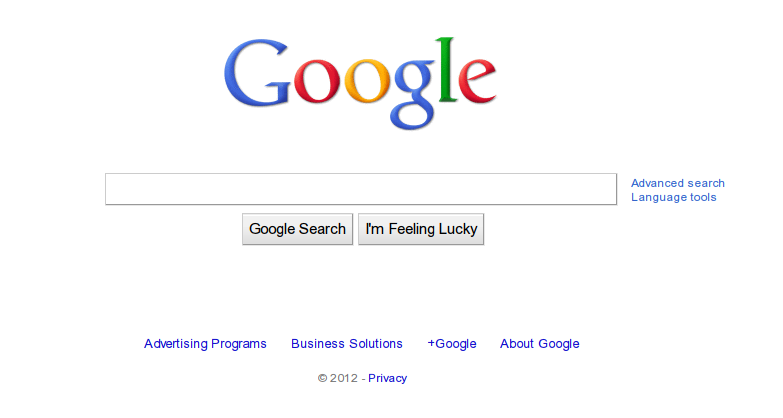 Google
Advanced search
Language tools
Google Search I'm Feeling Lucky
Advertising Programs Business Solutions +Google About Google
© 2012 - Privacy